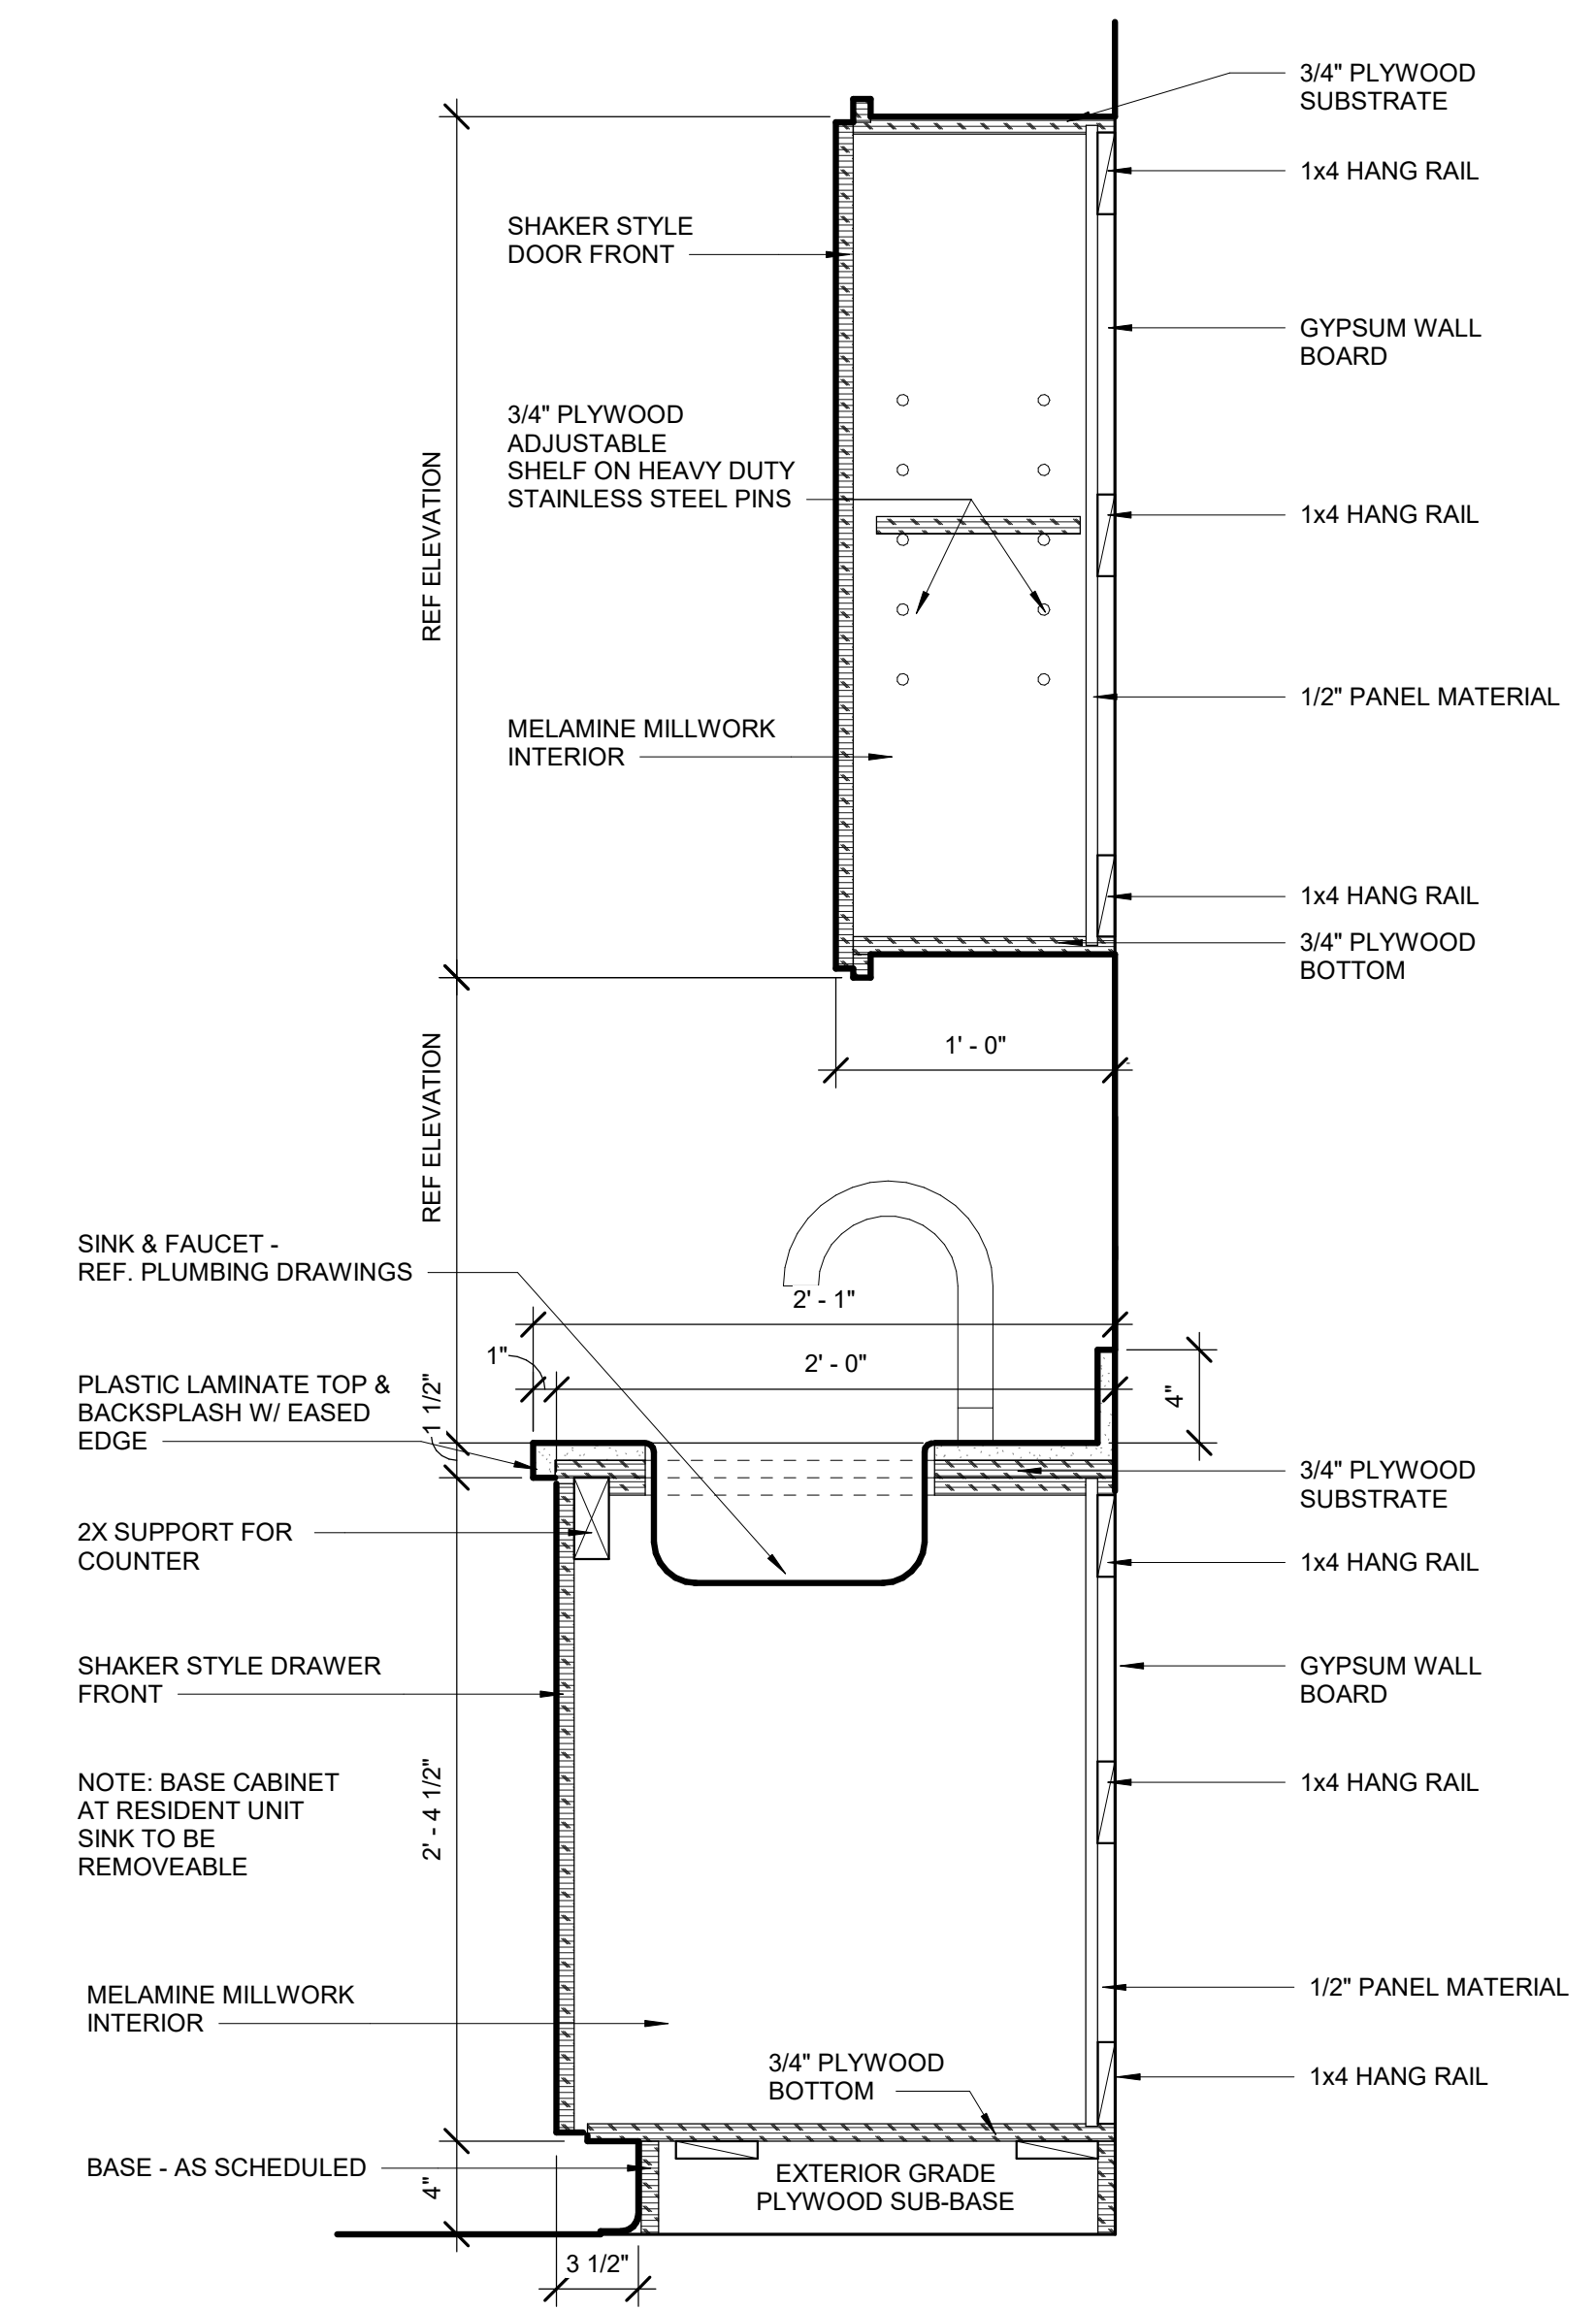 3/4" PLYWOOD
SUBSTRATE
1x4 HANG RAIL
SHAKER STYLE
DOOR FRONT
GYPSUM WALL
BOARD
3/4" PLYWOOD
ADJUSTABLE
SHELF ON HEAVY DUTY
STAINLESS STEEL PINS
REF ELEVATION
1x4 HANG RAIL
1/2" PANEL MATERIAL
MELAMINE MILLWORK
INTERIOR
1x4 HANG RAIL
3/4" PLYWOOD
BOTTOM
1' - 0"
REF ELEVATION
SINK & FAUCET -
REF. PLUMBING DRAWINGS
2' - 1"
1"
2' - 0"
4"
PLASTIC LAMINATE TOP &
BACKSPLASH W/ EASED
EDGE
1 1/2"
3/4" PLYWOOD
SUBSTRATE
2X SUPPORT FOR
COUNTER
1x4 HANG RAIL
SHAKER STYLE DRAWER
FRONT
GYPSUM WALL
BOARD
NOTE: BASE CABINET
AT RESIDENT UNIT
SINK TO BE
REMOVEABLE
2' - 4 1/2"
1x4 HANG RAIL
MELAMINE MILLWORK
INTERIOR
1/2" PANEL MATERIAL
3/4" PLYWOOD
BOTTOM
1x4 HANG RAIL
BASE - AS SCHEDULED
4"
EXTERIOR GRADE
PLYWOOD SUB-BASE
3 1/2"